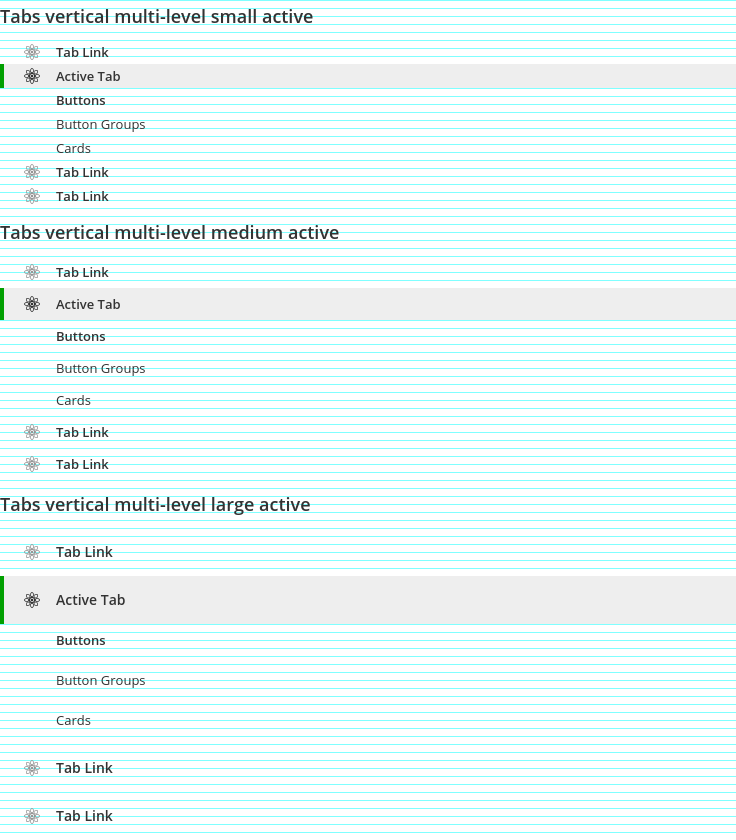 Tabs vertical multi-level small active
Tab Link
Active Tab
Buttons
Button Groups
Cards
Tab Link
Tab Link
Tabs vertical multi-level medium active
Tab Link
Active Tab
Buttons
Button Groups
Cards
Tab Link
Tab Link
Tabs vertical multi-level large active
Tab Link
Active Tab
Buttons
Button Groups
Cards
Tab Link
Tab Link